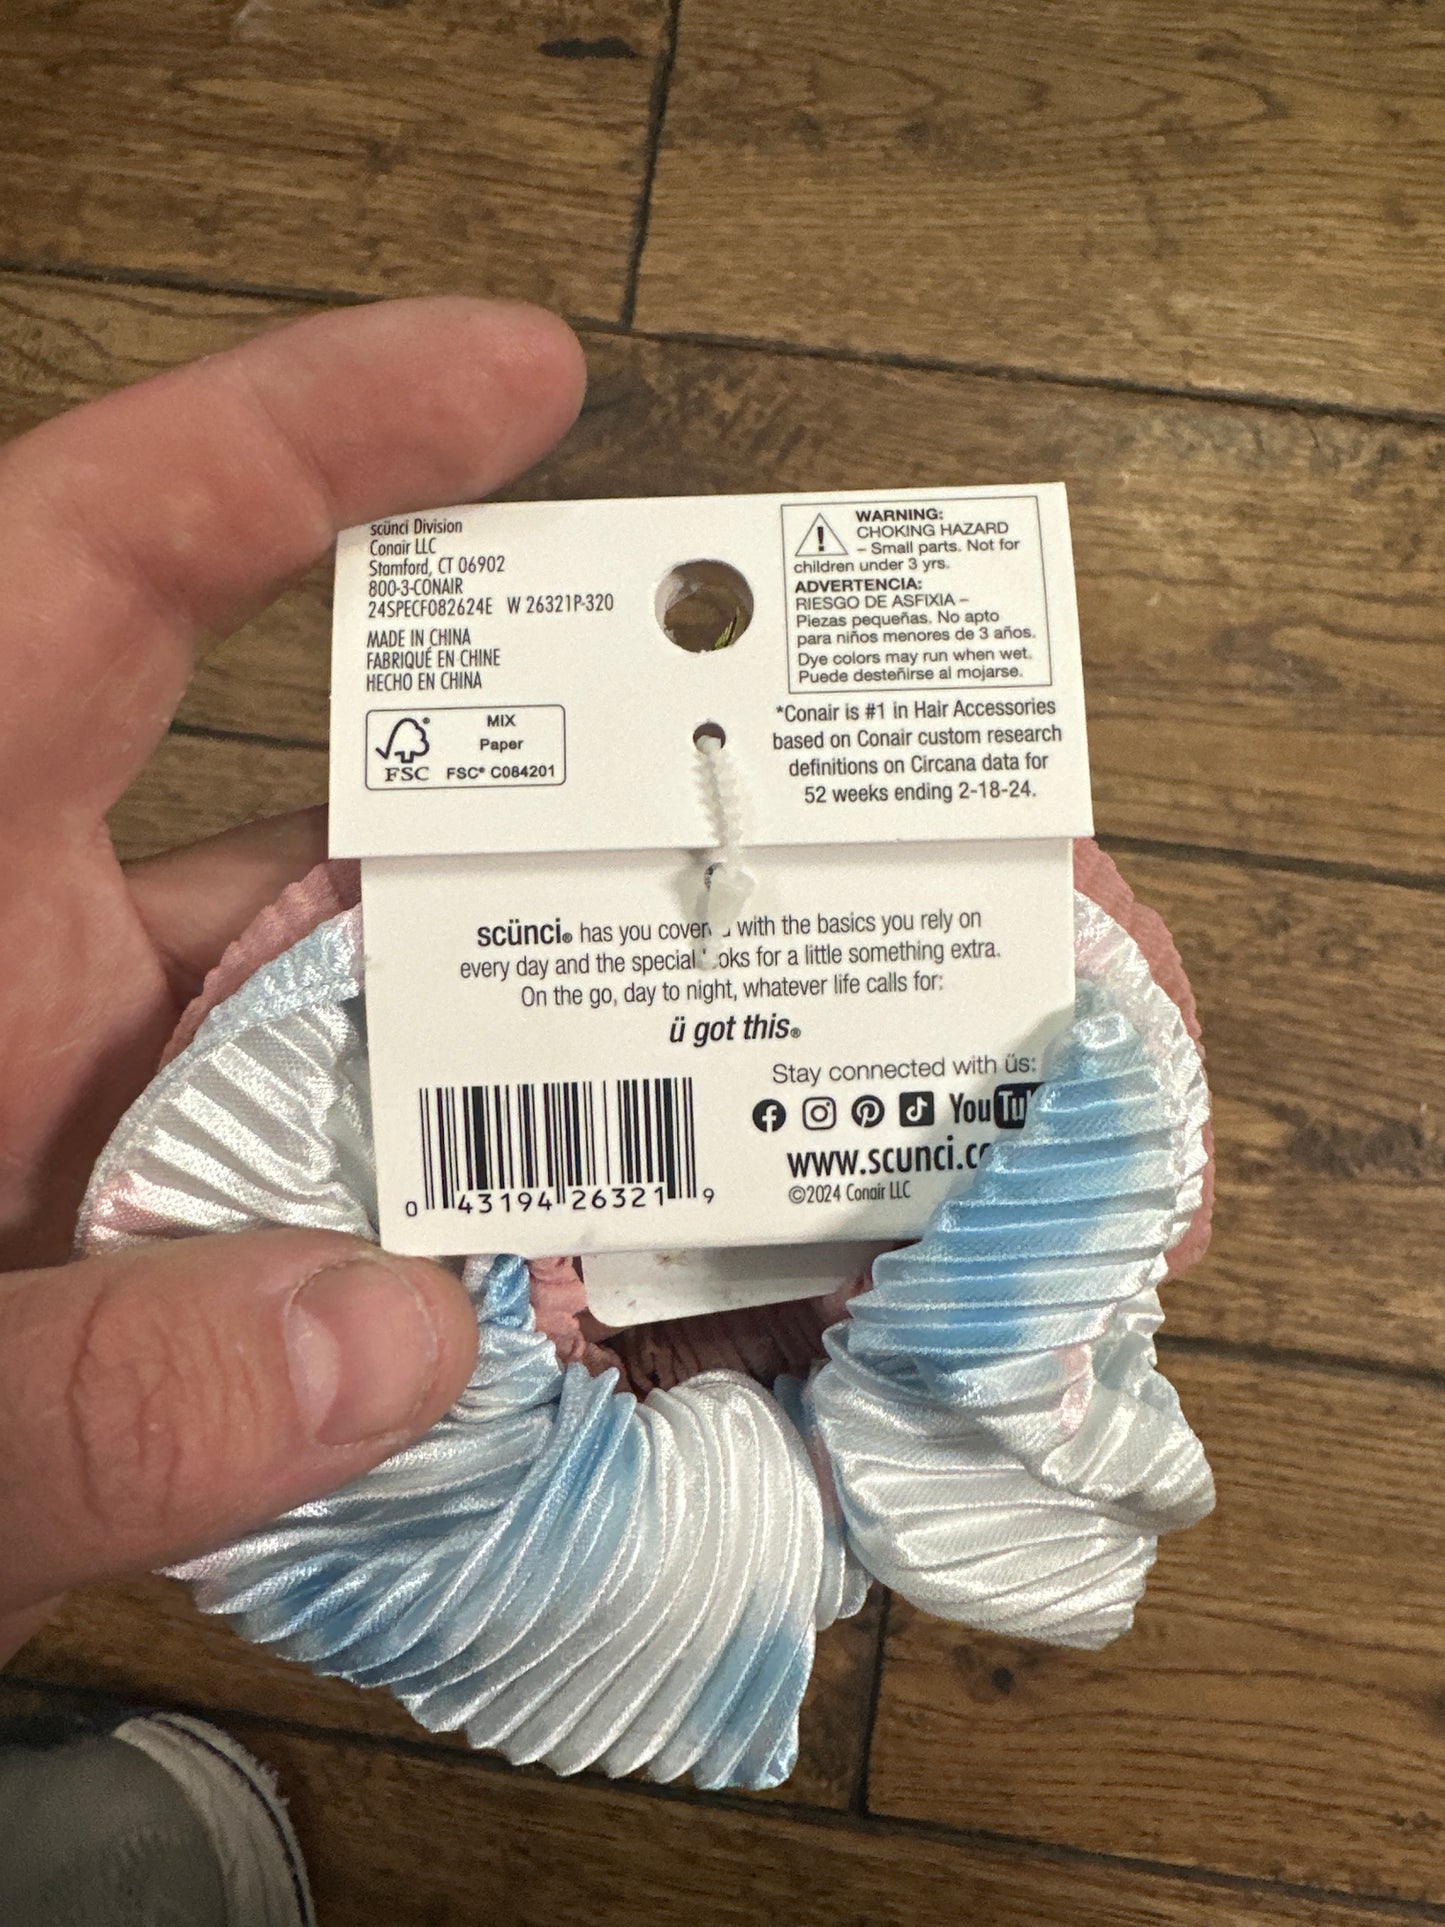 scünci Division
Conair LLC
Stamford, CT 06902
800-3-CONAIR
24SPECF082624E W 26321P-320
MADE IN CHINA
FABRIQUÉ EN CHINE
HECHO EN CHINA
FSC
MIX
Paper
FSC® C084201
WARNING:
CHOKING HAZARD
– Small parts. Not for
children under 3 yrs.
ADVERTENCIA:
RIESGO DE ASFIXIA –
Piezas pequeñas. No apto
para niños menores de 3 años.
Dye colors may run when wet.
Puede desteñirse al mojarse.
*Conair is #1 in Hair Accessories
based on Conair custom research
definitions on Circana data for
52 weeks ending 2-18-24.
scünci® has you with the basics you rely on
every day and the special for a little something extra.
On the go, day to night, whatever life calls for:
ü got this®
0 43194 26321 9
Stay connected with üs:
You Tu
www.scunci.c
©2024 Conair LLC